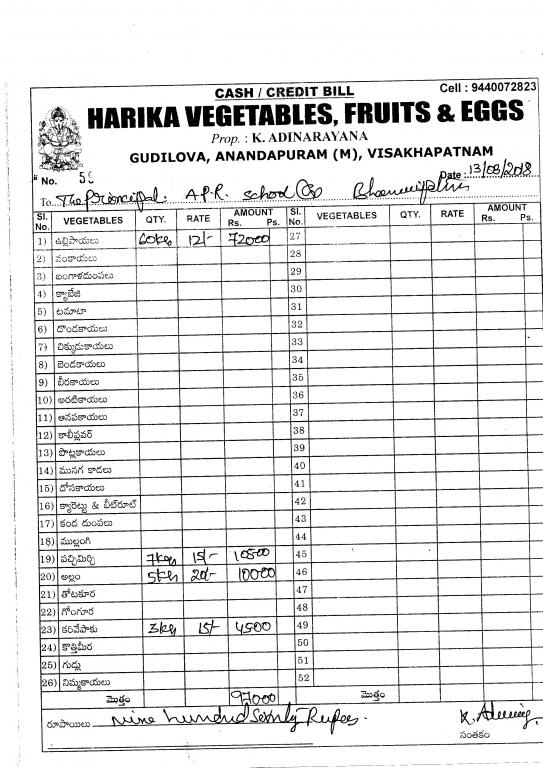 CASH / CREDIT BILL
Cell : 9440072823
HARIKA VEGETABLES, FRUITS & EGGS
Prop. : K. ADINARAYANA
GUDILOVA, ANANDAPURAM (M), VISAKHAPATNAM
No. Date : 13/08/2018
To The Principal: A.P.R. School
Sl. No. VEGETABLES QTY. RATE AMOUNT Rs. Ps. Sl. No. VEGETABLES QTY. RATE AMOUNT Rs. Ps.
1) ఉల్లిపాయలు 60kg 12/- 72000 27
2) వంకాయలు 28
3) బంగాళదుంపలు 29
4) క్యాబేజి 30
5) టమాటా 31
6) దొండకాయలు 32
7) చిక్కుడుకాయలు 33
8) బెండకాయలు 34
9) బీరకాయలు 35
10) అరటికాయలు 36
11) ఆనపకాయలు 37
12) కాలీఫ్లవర్ 38
13) పొట్లకాయలు 39
14) మునగ కాడలు 40
15) దోసకాయలు 41
16) క్యారెట్లు & బీట్‌రూట్ 42
17) కంద దుంపలు 43
18) ముల్లంగి 44
19) పచ్చిమిర్చి 7kg 15/- 10500 45
20) అల్లం 5kg 20/- 10000 46
21) తోటకూర 47
22) గోంగూర 48
23) కరివేపాకు 3kg 15/- 4500 49
24) కొత్తిమీర 50
25) గుడ్లు 51
26) నిమ్మకాయలు 52
మొత్తం 97000 మొత్తం
రూపాయిలు Nine hundred Seventy Rupees.
సంతకం